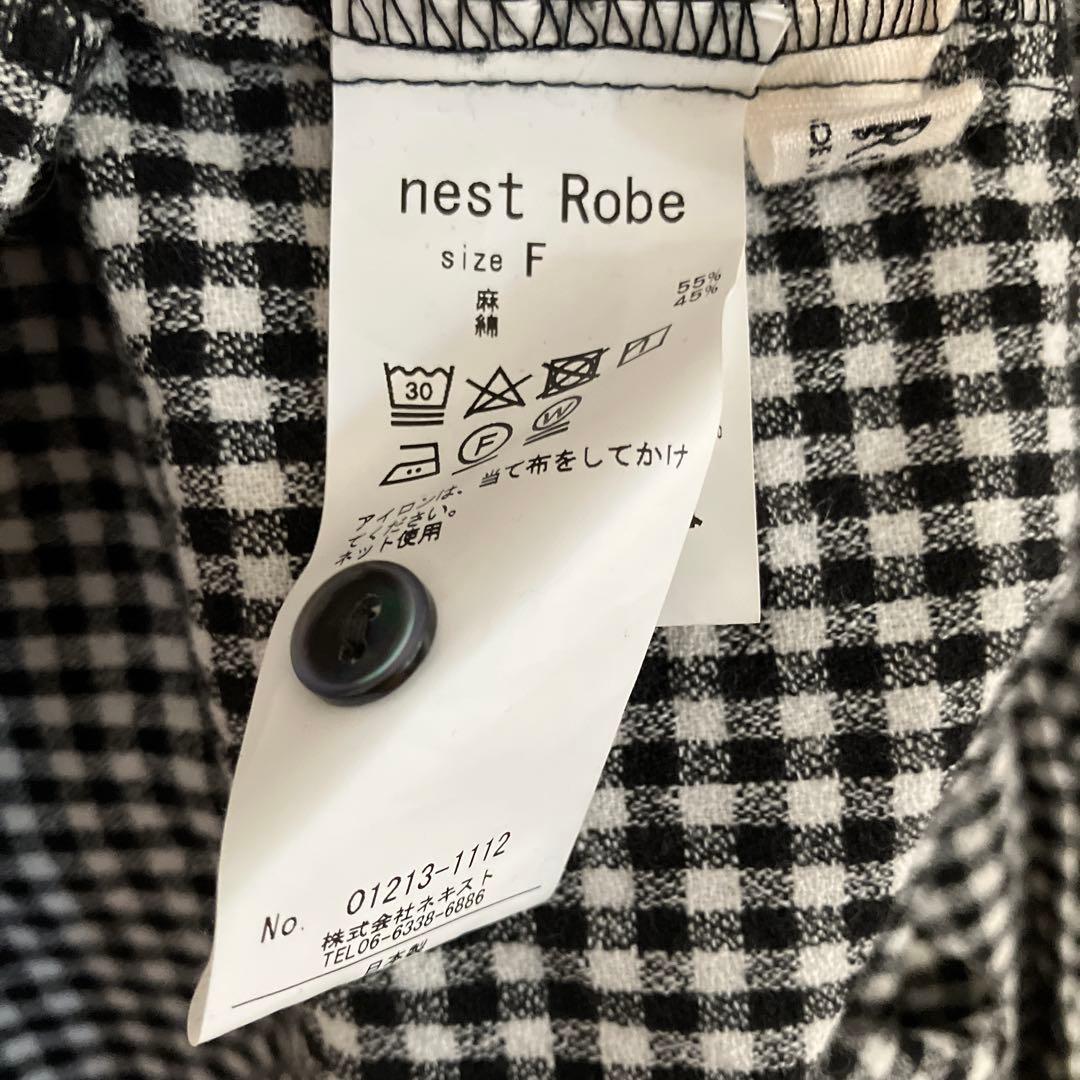 nest Robe
size F
麻 55%
綿 45%
30
F
W
アイロンは、当て布をしてかけ
てください。
ネット使用
No. 01213-1112
株式会社ネキスト
TEL06-6338-6886
日本製